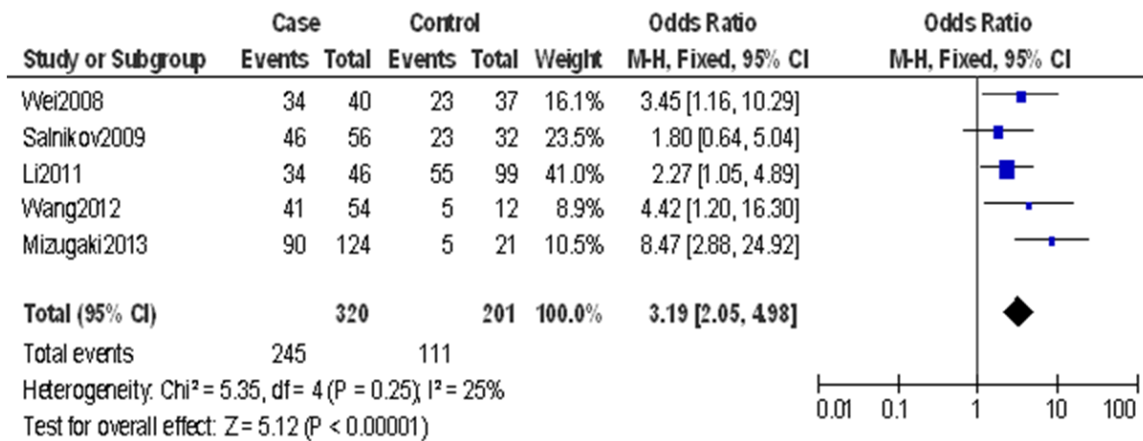 Case Control Odds Ratio Odds Ratio
Study or Subgroup Events Total Events Total Weight M-H, Fixed, 95% CI M-H, Fixed, 95% CI
Wei2008 34 40 23 37 16.1% 3.45 [1.16, 10.29]
Salnikov2009 46 56 23 32 23.5% 1.80 [0.64, 5.04]
Li2011 34 46 55 99 41.0% 2.27 [1.05, 4.89]
Wang2012 41 54 5 12 8.9% 4.42 [1.20, 16.30]
Mizugaki2013 90 124 5 21 10.5% 8.47 [2.88, 24.92]
Total (95% CI) 320 201 100.0% 3.19 [2.05, 4.98]
Total events 245 111
Heterogeneity: Chi² = 5.35, df = 4 (P = 0.25); I² = 25%
Test for overall effect: Z = 5.12 (P < 0.00001)
0.01 0.1 1 10 100